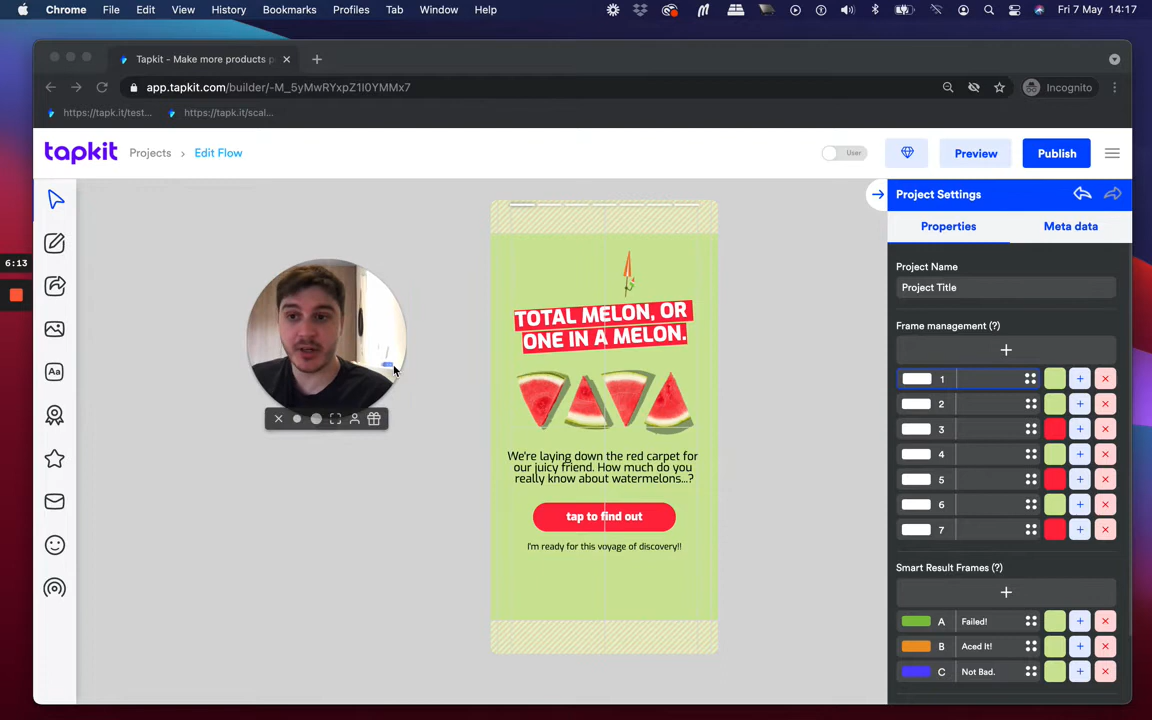 Chrome File Edit View History Bookmarks Profiles Tab Window Help Fri 7 May 14:17
Tapkit - Make more products p
app.tapkit.com/builder/-M_5yMwRYxpZ1I0YMMx7
Incognito
https://tapk.it/test...
https://tapk.it/scal...
tapkit
Projects
Edit Flow
User
Preview
Publish
Project Settings
Properties
Meta data
6:13
Aa
TOTAL MELON, OR
ONE IN A MELON.
We're laying down the red carpet for
our juicy friend. How much do you
really know about watermelons...?
tap to find out
I'm ready for this voyage of discovery!!
Project Name
Project Title
Frame management (?)
1
2
3
4
5
6
7
Smart Result Frames (?)
A Failed!
B Aced It!
C Not Bad.